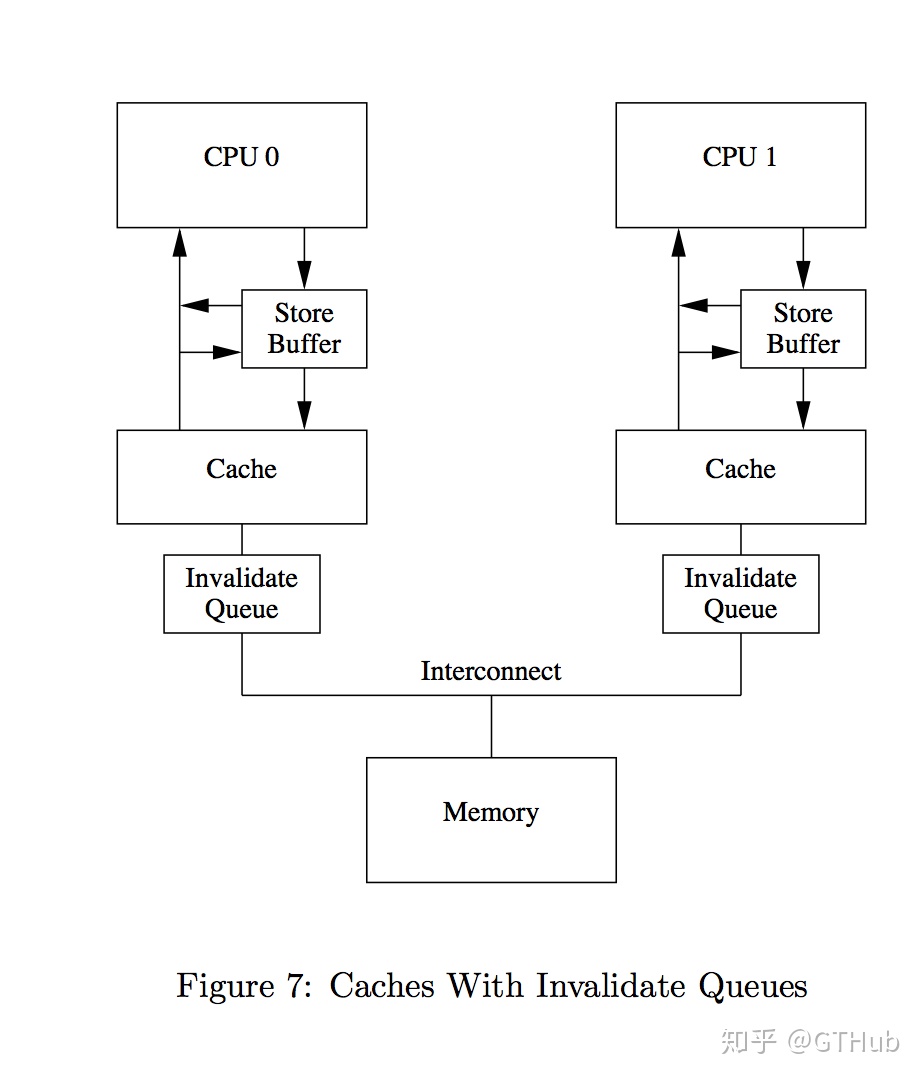 CPU 0
CPU 1
Store
Buffer
Store
Buffer
Cache
Cache
Invalidate
Queue
Invalidate
Queue
Interconnect
Memory
Figure 7: Caches With Invalidate Queues
知乎 @GTHub